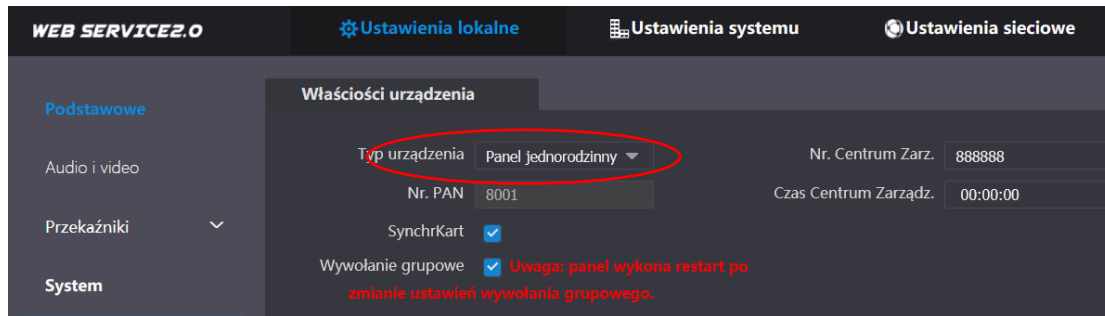 WEB SERVICE2.0
Ustawienia lokalne
Ustawienia systemu
Ustawienia sieciowe
Podstawowe
Audio i video
Przekaźniki
System
Właściości urządzenia
Typ urządzenia Panel jednorodzinny
Nr. Centrum Zarz. 888888
Nr. PAN 8001
Czas Centrum Zarządz. 00:00:00
SynchrKart
Wywołanie grupowe Uwaga: panel wykona restart po
zmianie ustawień wywołania grupowego.